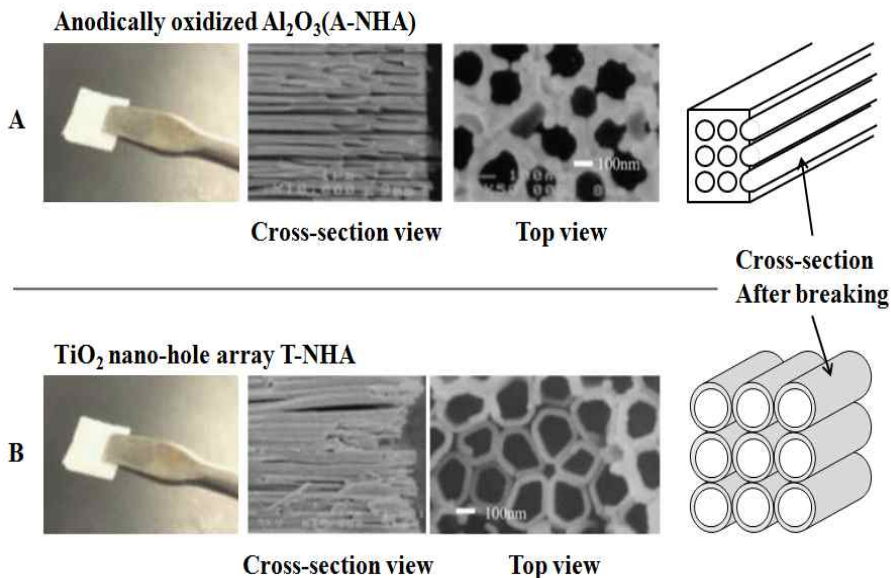 Anodically oxidized Al₂O₃(A-NHA)
A
100nm
Cross-section view
Top view
Cross-section
After breaking
TiO₂ nano-hole array T-NHA
B
100nm
Cross-section view
Top view